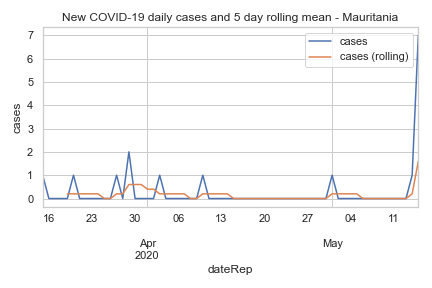 New COVID-19 daily cases and 5 day rolling mean - Mauritania
cases
cases (rolling)
cases
7
6
5
4
3
2
1
0
16 23 30 06 13 20 27 04 11
Apr May
2020
dateRep